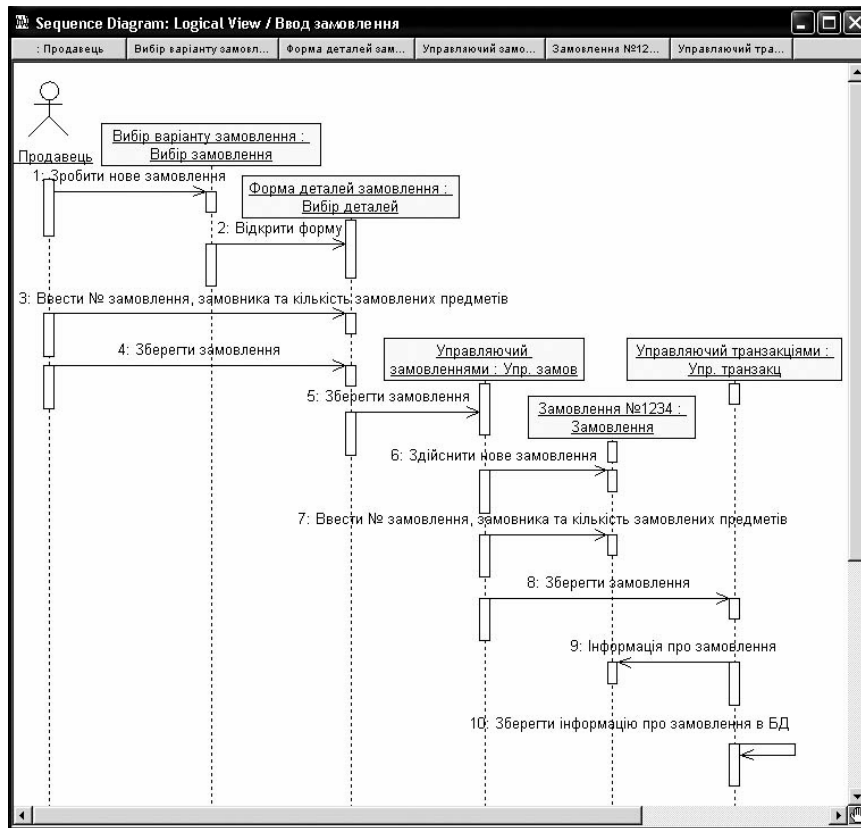 Sequence Diagram: Logical View / Ввод замовлення
: Продавець
Вибір варіанту замовл...
Форма деталей зам...
Управляючий замо...
Замовлення №12...
Управляючий тра...
Продавець
Вибір варіанту замовлення :
Вибір замовлення
1: Зробити нове замовлення
Форма деталей замовлення :
Вибір деталей
2: Відкрити форму
3: Ввести № замовлення, замовника та кількість замовлених предметів
4: Зберегти замовлення
Управляючий
замовленнями : Упр. замов
Управляючий транзакціями :
Упр. транзакц
5: Зберегти замовлення
Замовлення №1234 :
Замовлення
6: Здійснити нове замовлення
7: Ввести № замовлення, замовника та кількість замовлених предметів
8: Зберегти замовлення
9: Інформація про замовлення
10: Зберегти інформацію про замовлення в БД